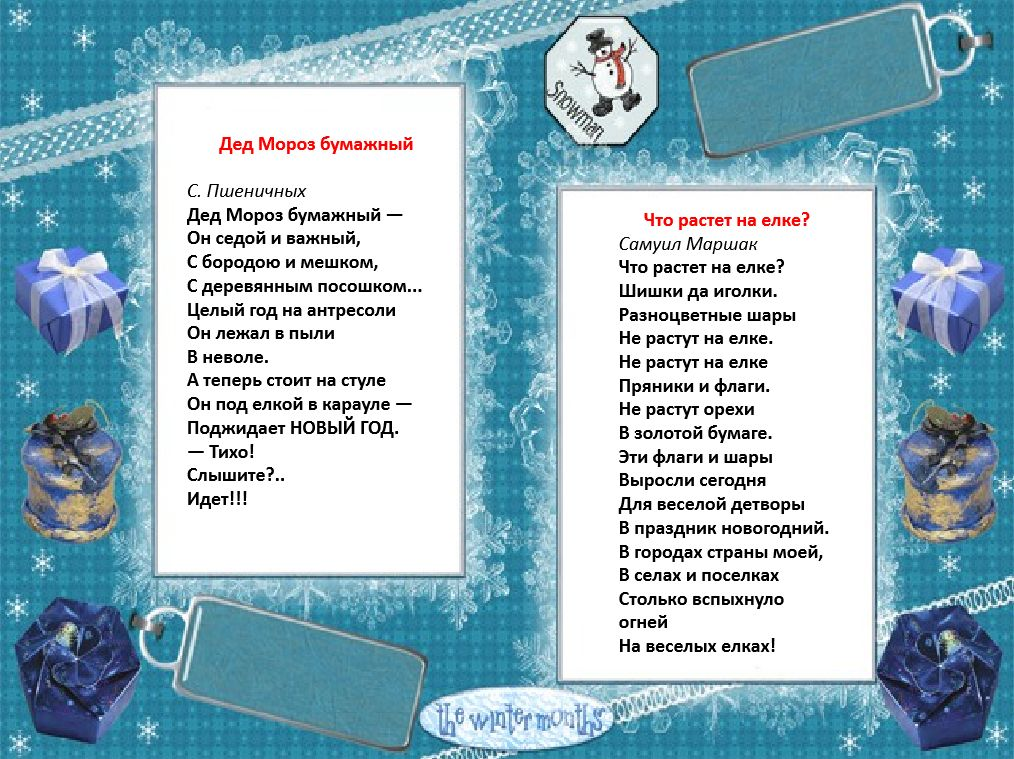 Snowman
Дед Мороз бумажный
С. Пшеничных
Дед Мороз бумажный —
Он седой и важный,
С бородою и мешком,
С деревянным посошком...
Целый год на антресоли
Он лежал в пыли
В неволе.
А теперь стоит на стуле
Он под елкой в карауле —
Поджидает НОВЫЙ ГОД.
— Тихо!
Слышите?..
Идет!!!
Что растет на елке?
Самуил Маршак
Что растет на елке?
Шишки да иголки.
Разноцветные шары
Не растут на елке.
Не растут на елке
Пряники и флаги.
Не растут орехи
В золотой бумаге.
Эти флаги и шары
Выросли сегодня
Для веселой детворы
В праздник новогодний.
В городах страны моей,
В селах и поселках
Столько вспыхнуло
огней
На веселых елках!
the winter months